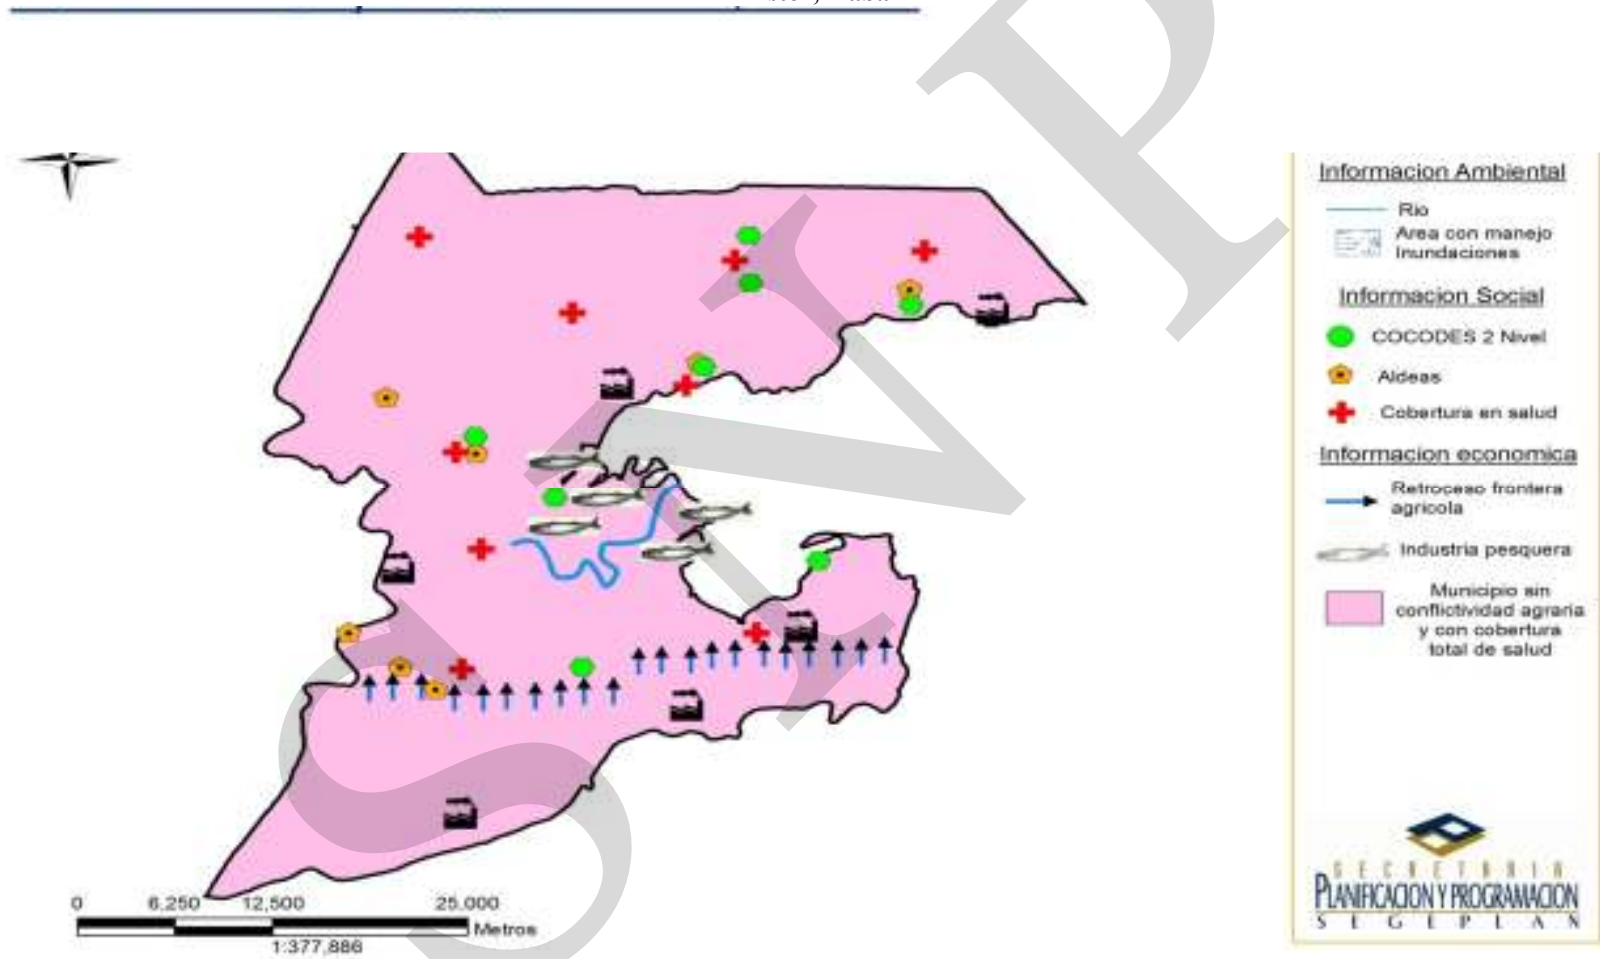 Informacion Ambiental
Rio
Area con manejo
Inundaciones
Informacion Social
COCODES 2 Nivel
Aldeas
Cobertura en salud
Informacion economica
Retroceso frontera
agricola
Industria pesquera
Municipio sin
conflictividad agraria
y con cobertura
total de salud
SECRETARIA
PLANIFICACION Y PROGRAMACION
SEGEPLAN
0 6,250 12,500 25,000
Metros
1:377,886